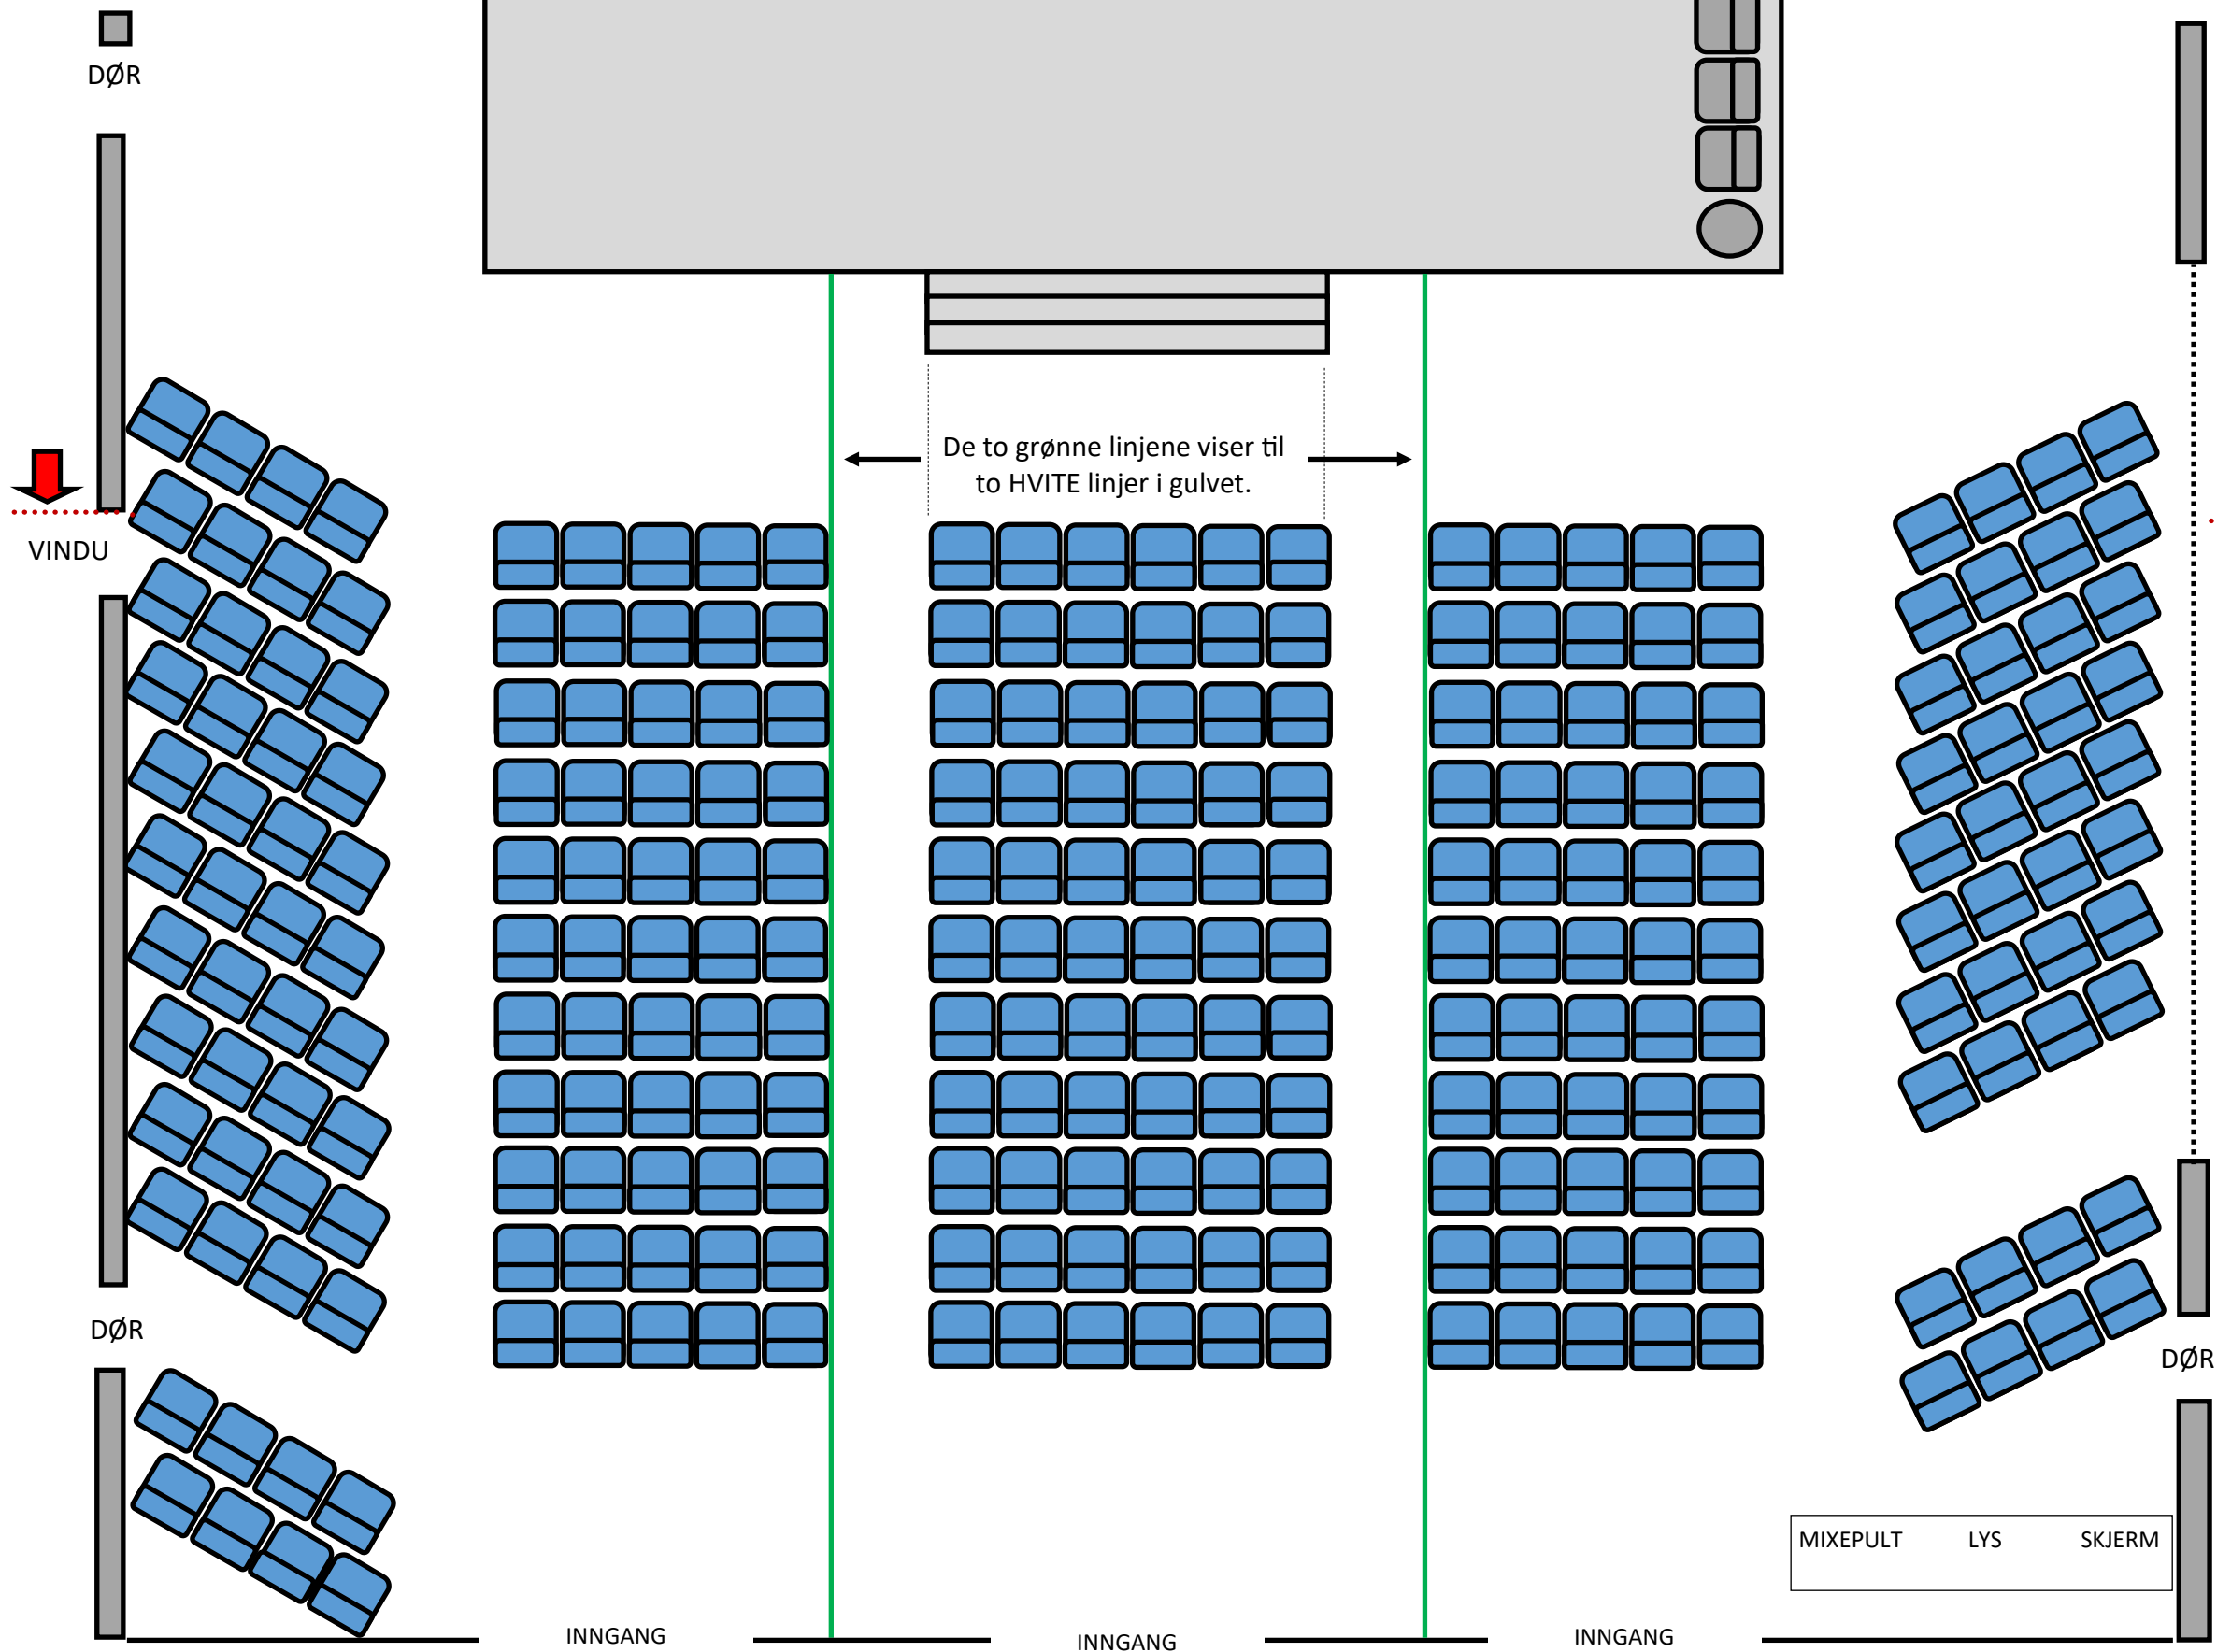 DØR
De to grønne linjene viser til
to HVITE linjer i gulvet.
VINDU
DØR
DØR
MIXEPULT LYS SKJERM
INNGANG
INNGANG
INNGANG